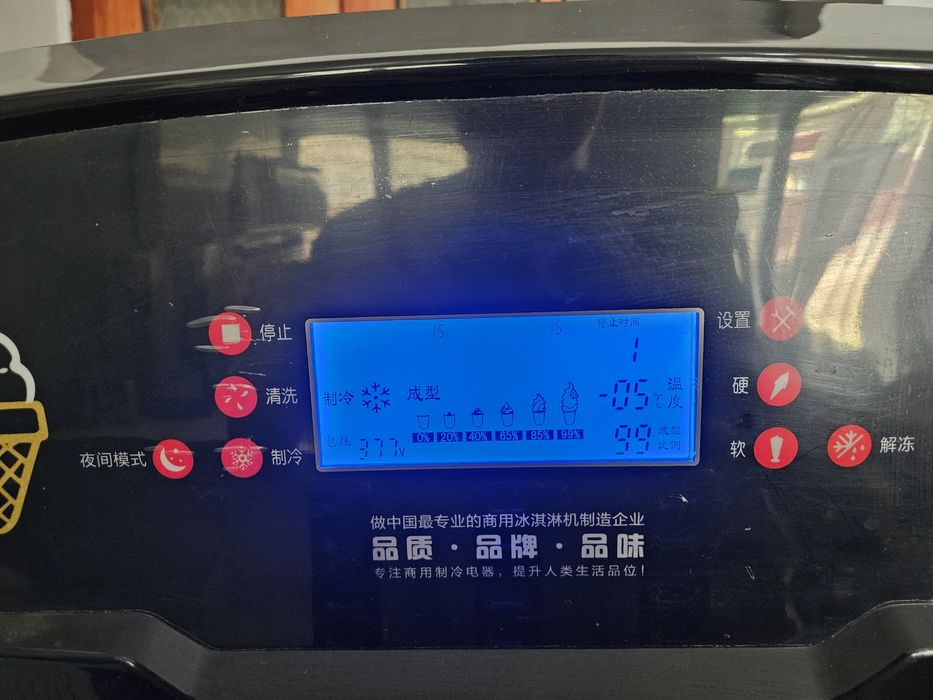 停止
清洗
夜间模式
制冷
停止时间
1
制冷
成型
-05
℃
温度
0% 20% 40% 65% 85% 99%
电压
377V
99
成型比例
设置
硬
软
解冻
做中国最专业的商用冰淇淋机制造企业
品质·品牌·品味
专注商用制冷电器，提升人类生活品位！